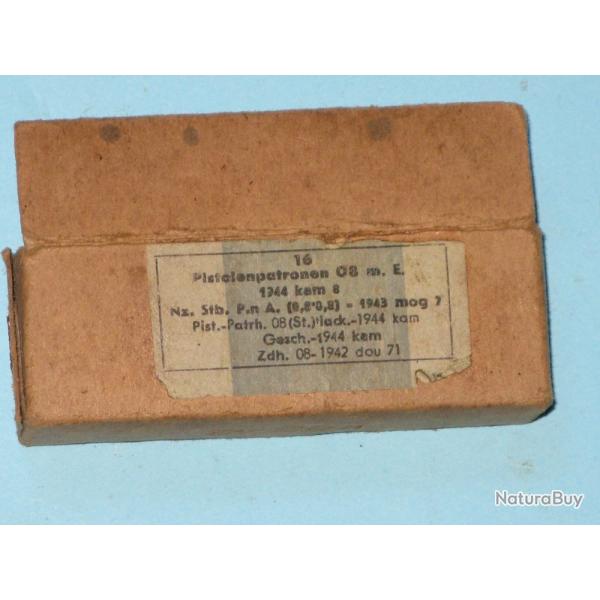 16
Pistolenpatronen 08 m. E.
1944 kam 8
Nz. Stb. P.n A. (0,8·0,8) - 1943 mog 7
Pist.-Patrh. 08 (St.) lack.-1944 kam
Gesch.-1944 kam
Zdh. 08-1942 dou 71
NaturaBuy